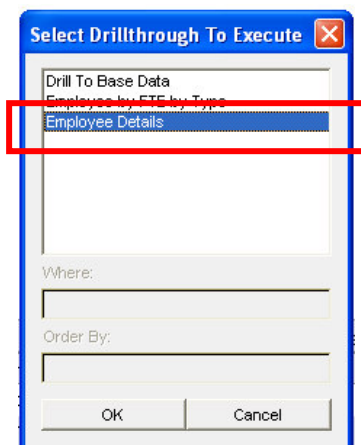 Select Drillthrough To Execute
Drill To Base Data
Employee by FTE by Type
Employee Details
Where:
Order By:
OK
Cancel